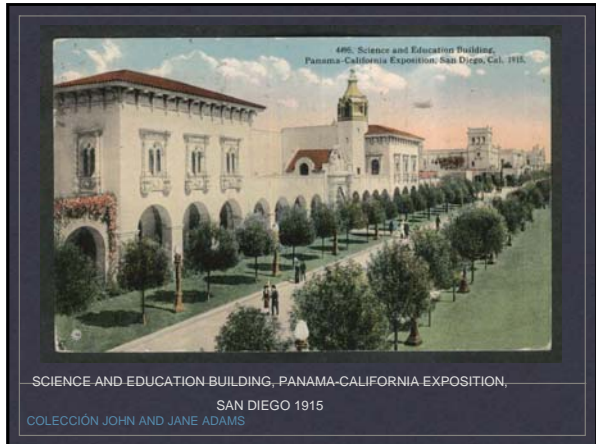 4496. Science and Education Building,
Panama-California Exposition, San Diego, Cal. 1915.
SCIENCE AND EDUCATION BUILDING, PANAMA-CALIFORNIA EXPOSITION,
SAN DIEGO 1915
COLECCIÓN JOHN AND JANE ADAMS